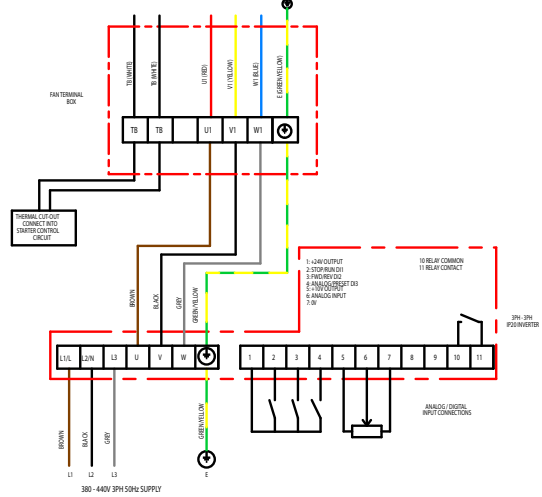 TB (WHITE)
TB (WHITE)
U1 (RED)
V1 (YELLOW)
W1 (BLUE)
E (GREEN/YELLOW)
FAN TERMINAL
BOX
TB TB U1 V1 W1
THERMAL CUT-OUT
CONNECT INTO
STARTER CONTROL
CIRCUIT
BROWN
BLACK
GREY
GREEN/YELLOW
1: +24V OUTPUT
2: STOP/RUN DI1
3: FWD/REV DI2
4: ANALOG/PRESET DI3
5: +10V OUTPUT
6: ANALOG INPUT
7: 0V
10 RELAY COMMON
11 RELAY CONTACT
3PH - 3PH
IP20 INVERTER
L1/L L2/N L3 U V W
1 2 3 4 5 6 7 8 9 10 11
ANALOG / DIGITAL
INPUT CONNECTIONS
BROWN
BLACK
GREY
GREEN/YELLOW
L1 L2 L3 E
380 - 440V 3PH 50Hz SUPPLY